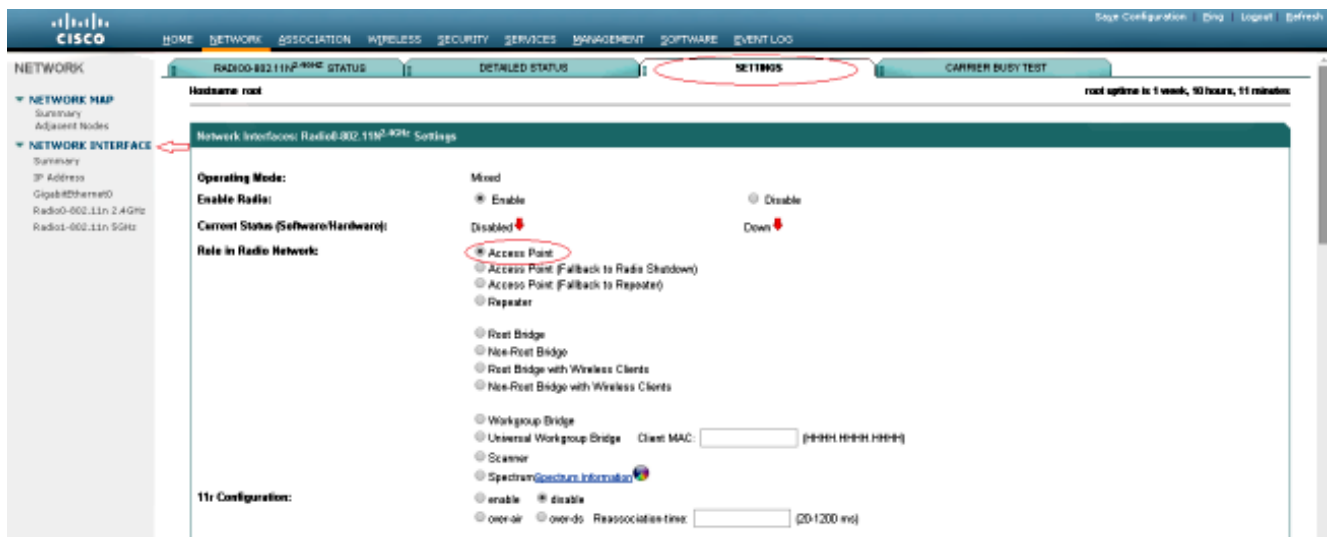 Save Configuration | Ping | Logout | Refresh
CISCO
HOME NETWORK ASSOCIATION WIRELESS SECURITY SERVICES MANAGEMENT SOFTWARE EVENT LOG
NETWORK
RADIO0-802.11N2.4GHZ STATUS
DETAILED STATUS
SETTINGS
CARRIER BUSY TEST
NETWORK MAP
Summary
Adjacent Nodes
NETWORK INTERFACE
Summary
IP Address
GigabitEthernet0
Radio0-802.11n 2.4GHz
Radio1-802.11n 5GHz
Hostname root
root uptime is 1 week, 10 hours, 11 minutes
Network Interfaces: Radio0-802.11N2.4GHz Settings
Operating Mode: Mixed
Enable Radio: Enable Disable
Current Status (Software/Hardware): Disabled Down
Role in Radio Network: Access Point
Access Point (Fallback to Radio Shutdown)
Access Point (Fallback to Repeater)
Repeater
Root Bridge
Non-Root Bridge
Root Bridge with Wireless Clients
Non-Root Bridge with Wireless Clients
Workgroup Bridge
Universal Workgroup Bridge Client MAC: (HHHH.HHHH.HHHH)
Scanner
Spectrum Spectrum Information
11r Configuration: enable disable
over-air over-ds Reassociation-time: (20-1200 ms)